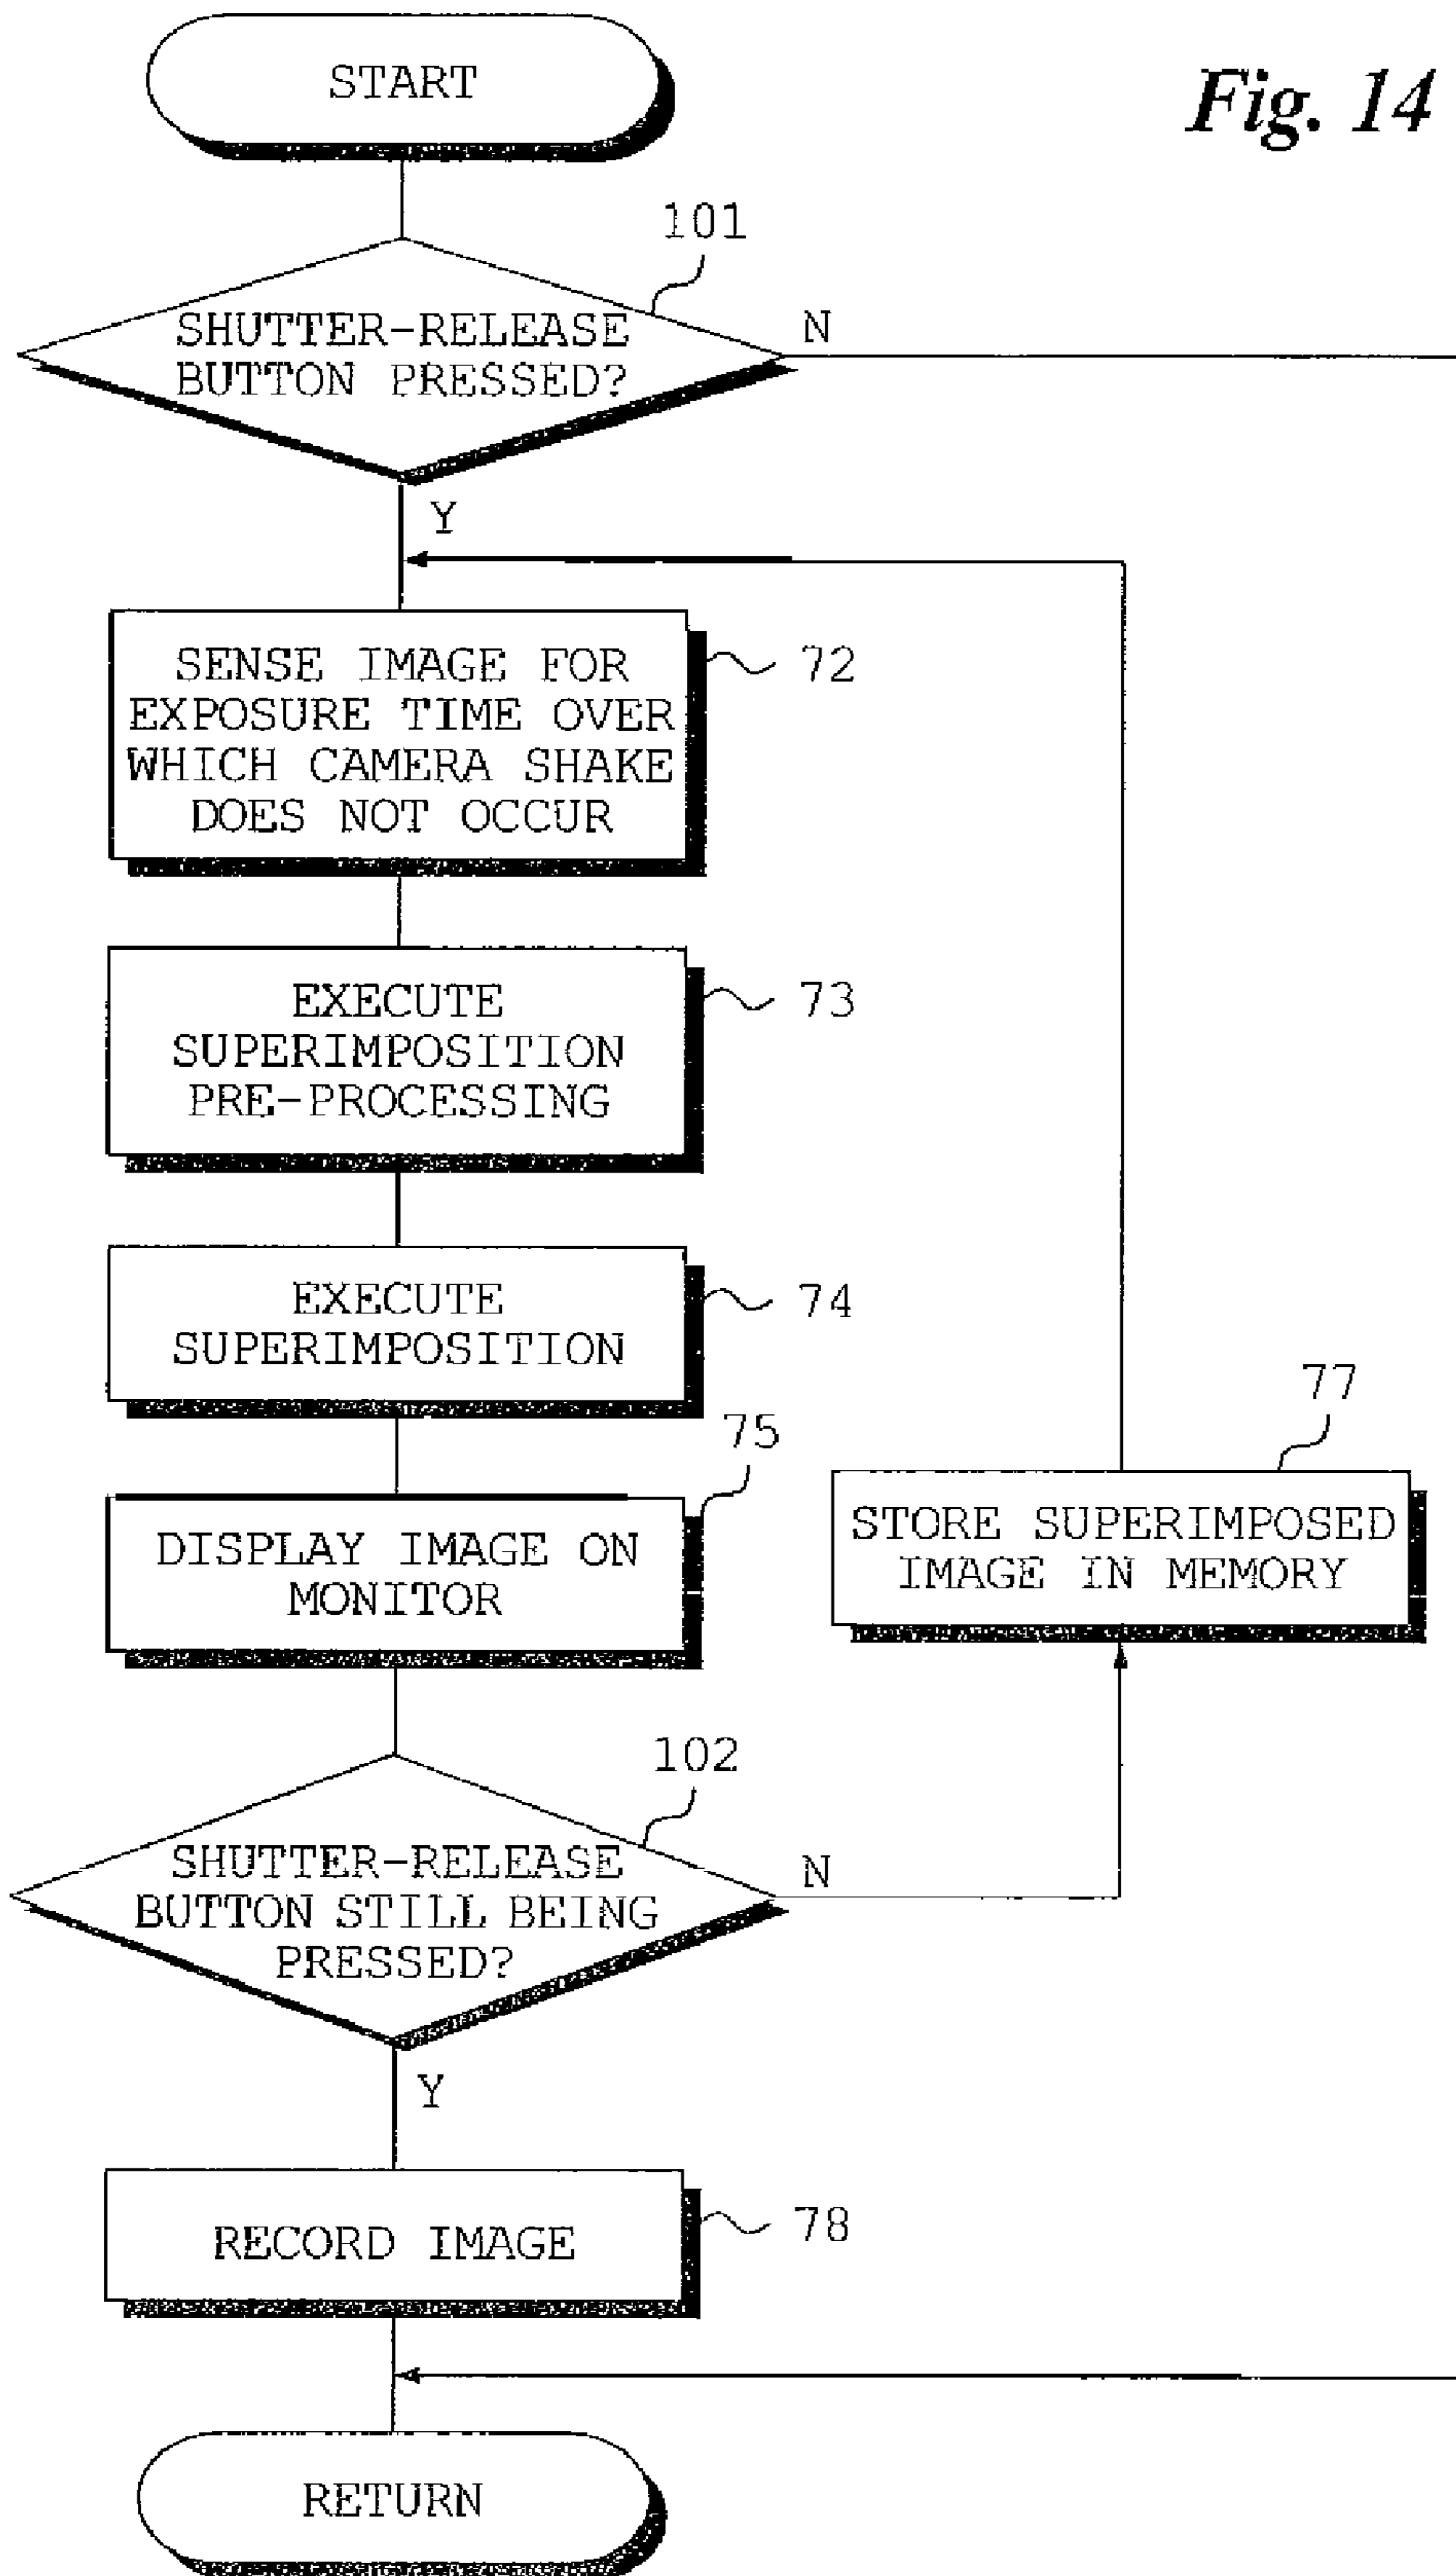 START
Fig. 14
101
SHUTTER-RELEASE
BUTTON PRESSED?
N
Y
SENSE IMAGE FOR
EXPOSURE TIME OVER
WHICH CAMERA SHAKE
DOES NOT OCCUR
72
EXECUTE
SUPERIMPOSITION
PRE-PROCESSING
73
EXECUTE
SUPERIMPOSITION
74
75
DISPLAY IMAGE ON
MONITOR
77
STORE SUPERIMPOSED
IMAGE IN MEMORY
102
SHUTTER-RELEASE
BUTTON STILL BEING
PRESSED?
N
Y
RECORD IMAGE
78
RETURN